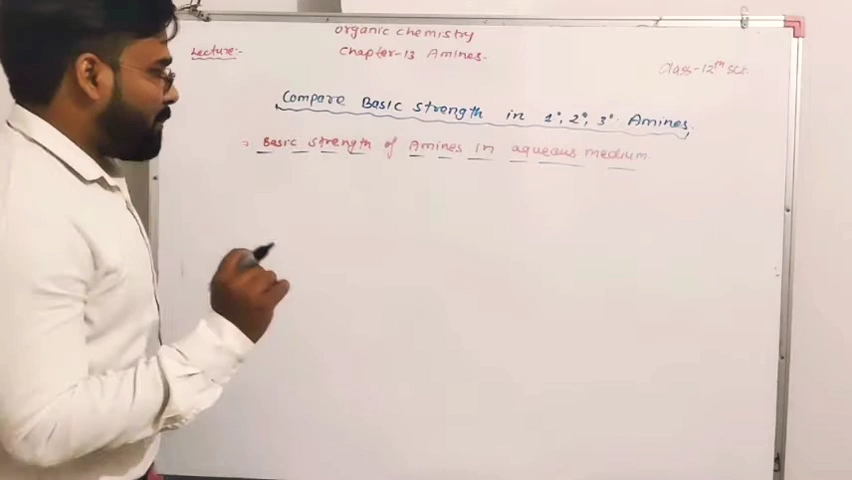 Organic chemistry
Lecture:-
Chapter-13 Amines.
Class-12th sci.
Compare Basic strength in 1°, 2°, 3° Amines.
Basic strength of Amines in aqueous medium.